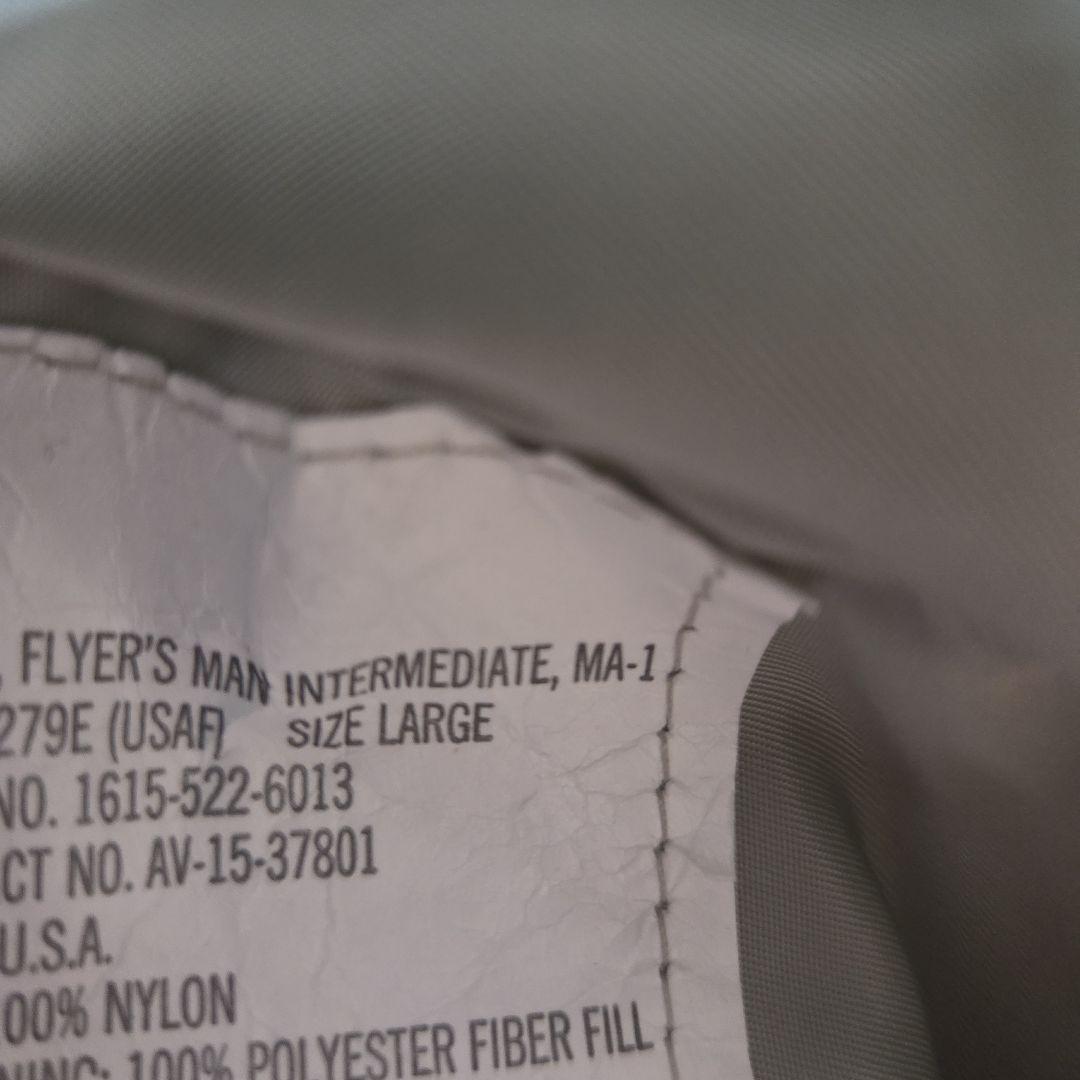 , FLYER'S MAN INTERMEDIATE, MA-1
279E (USAF) SIZE LARGE
NO. 1615-522-6013
CT NO. AV-15-37801
U.S.A.
00% NYLON
NING: 100% POLYESTER FIBER FILL